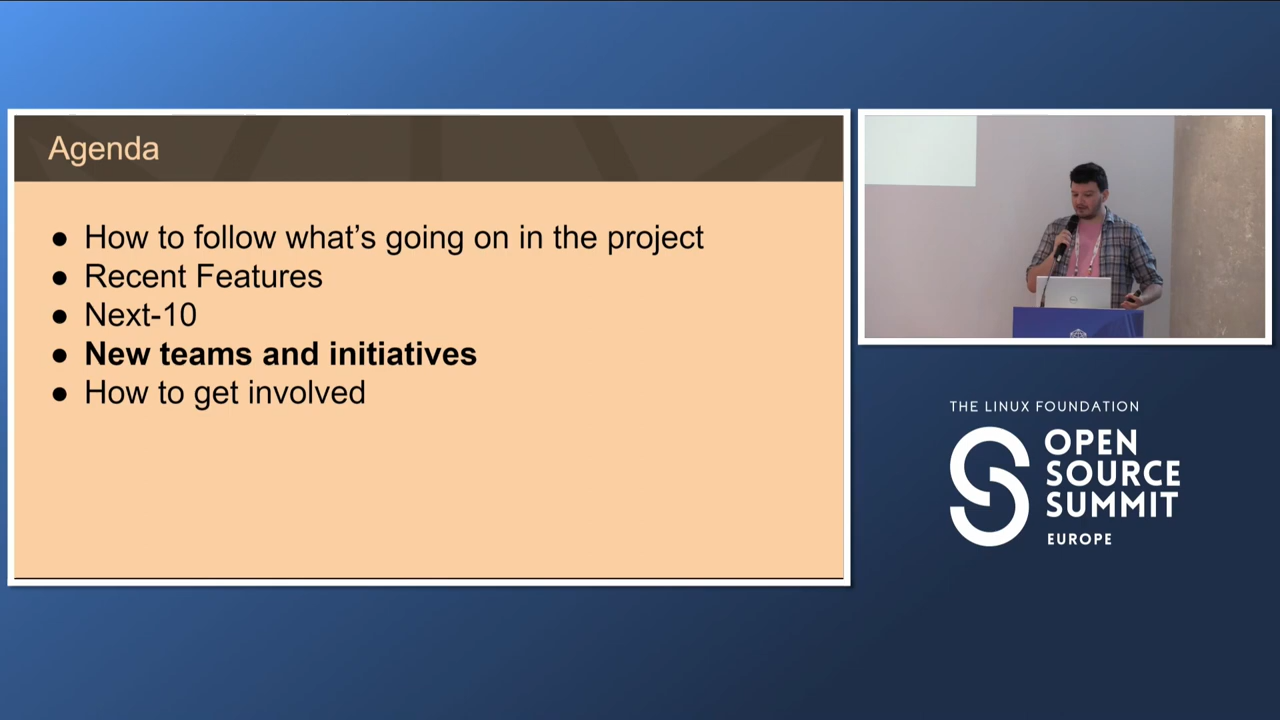 Agenda
● How to follow what's going on in the project
● Recent Features
● Next-10
● New teams and initiatives
● How to get involved
THE LINUX FOUNDATION
OPEN
SOURCE
SUMMIT
EUROPE